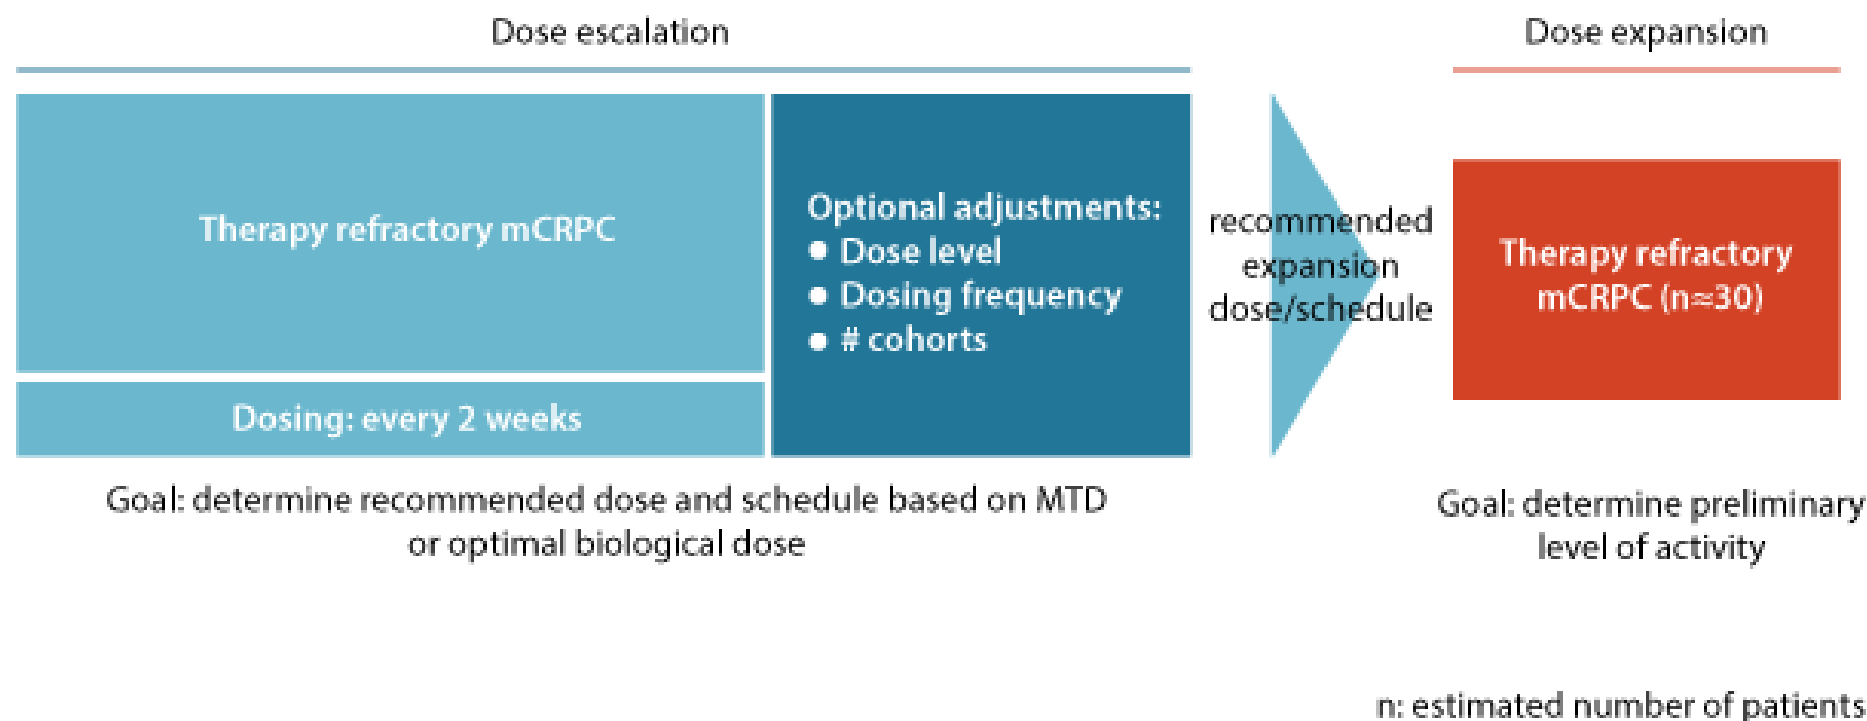 Dose escalation
Therapy refractory mCRPC
Dosing: every 2 weeks
Optional adjustments:
● Dose level
● Dosing frequency
● # cohorts
Goal: determine recommended dose and schedule based on MTD
or optimal biological dose
recommended
expansion
dose/schedule
Dose expansion
Therapy refractory
mCRPC (n≈30)
Goal: determine preliminary
level of activity
n: estimated number of patients